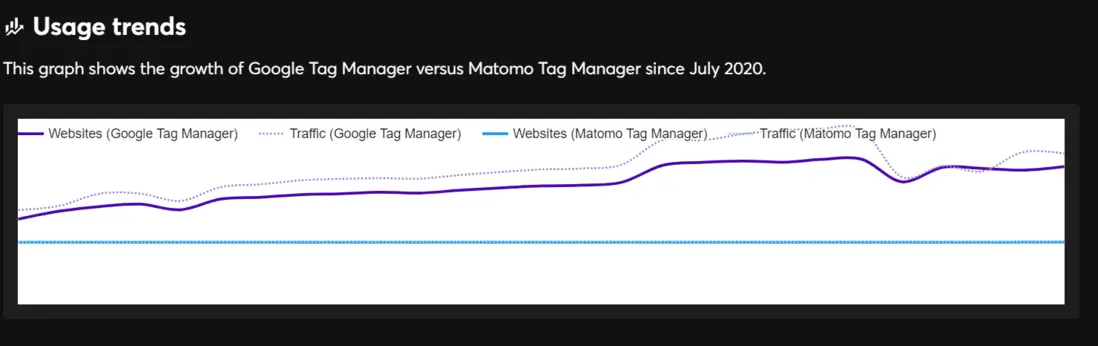 Usage trends
This graph shows the growth of Google Tag Manager versus Matomo Tag Manager since July 2020.
Websites (Google Tag Manager) Traffic (Google Tag Manager) Websites (Matomo Tag Manager) Traffic (Matomo Tag Manager)